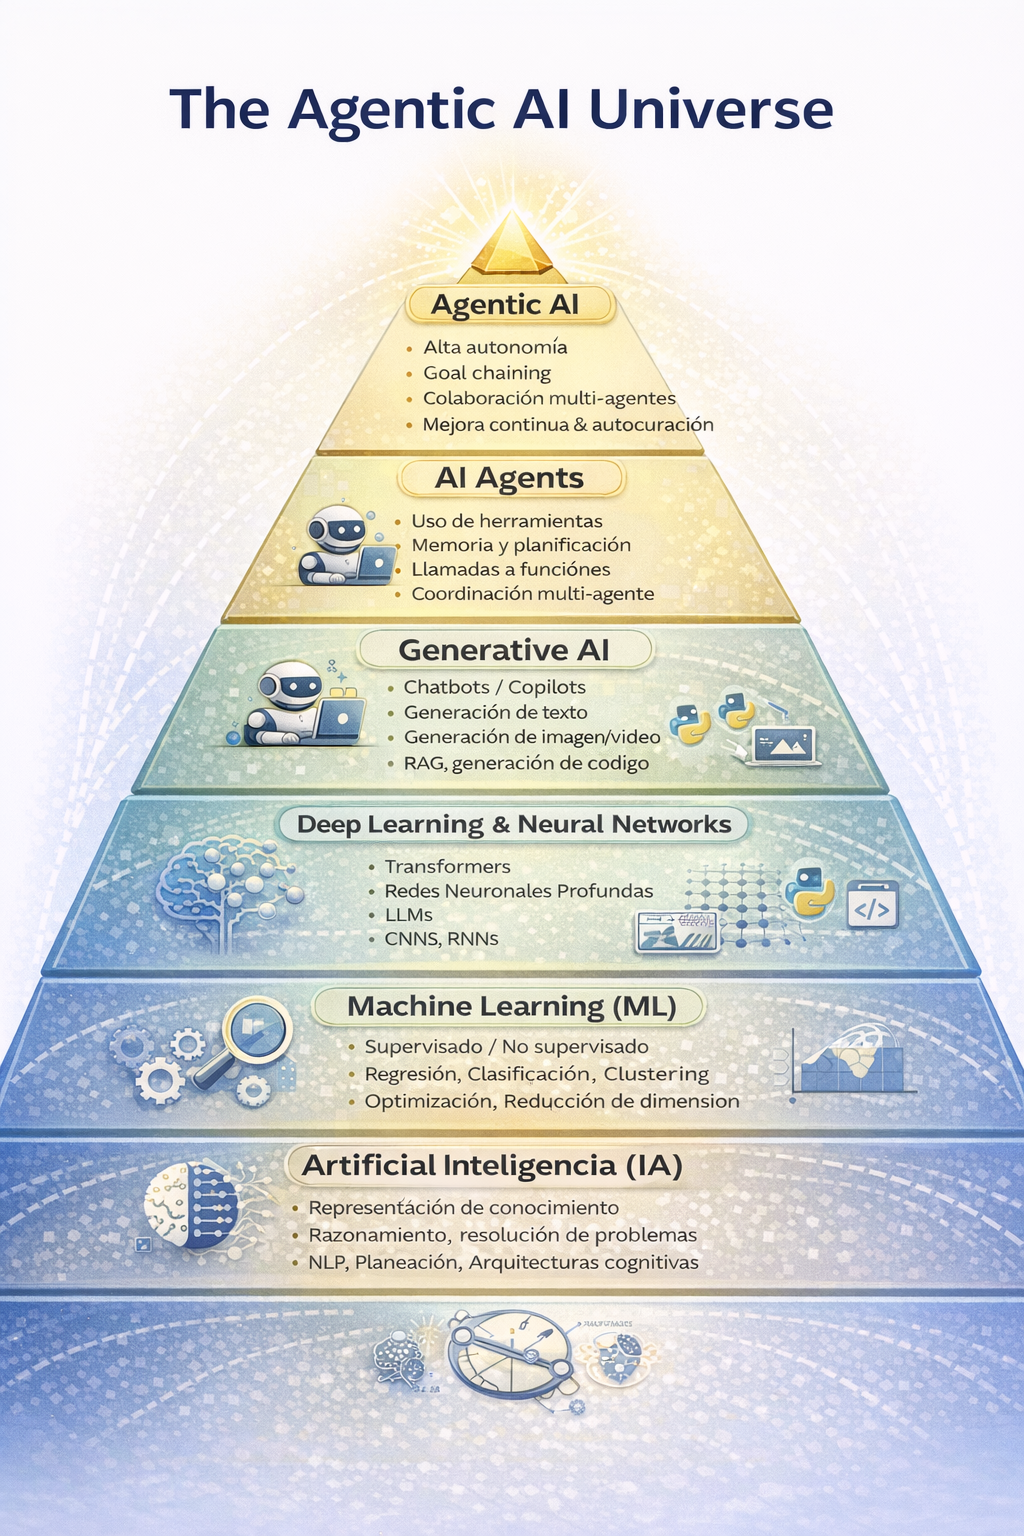 The Agentic AI Universe
Agentic AI
• Alta autonomía
• Goal chaining
• Colaboración multi-agentes
• Mejora continua & autocuración
AI Agents
• Uso de herramientas
• Memoria y planificación
• Llamadas a funciónes
• Coordinación multi-agente
Generative AI
• Chatbots / Copilots
• Generación de texto
• Generación de imagen/video
• RAG, generación de codigo
Deep Learning & Neural Networks
• Transformers
• Redes Neuronales Profundas
• LLMs
• CNNS, RNNs
</>
Machine Learning (ML)
• Supervisado / No supervisado
• Regresión, Clasificación, Clustering
• Optimización, Reducción de dimension
Artificial Inteligencia (IA)
• Representáción de conocimiento
• Razonamiento, resolución de problemas
• NLP, Planeación, Arquitecturas cognitivas